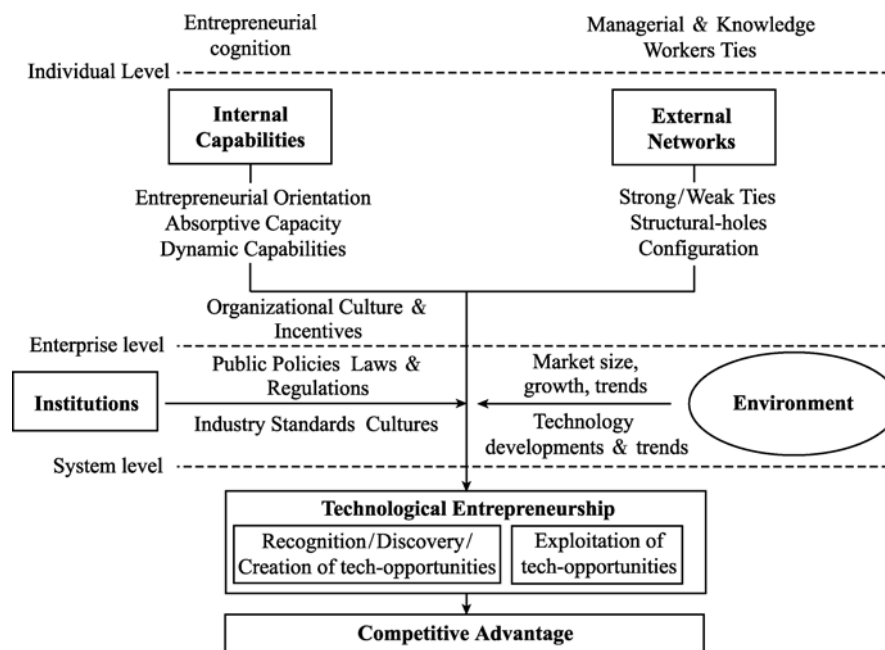 Entrepreneurial
cognition
Managerial & Knowledge
Workers Ties
Individual Level
Internal
Capabilities
External
Networks
Entrepreneurial Orientation
Absorptive Capacity
Dynamic Capabilities
Strong/Weak Ties
Structural-holes
Configuration
Organizational Culture &
Incentives
Enterprise level
Public Policies Laws &
Regulations
Market size,
growth, trends
Institutions
Environment
Industry Standards Cultures
Technology
developments & trends
System level
Technological Entrepreneurship
Recognition/Discovery/
Creation of tech-opportunities
Exploitation of
tech-opportunities
Competitive Advantage